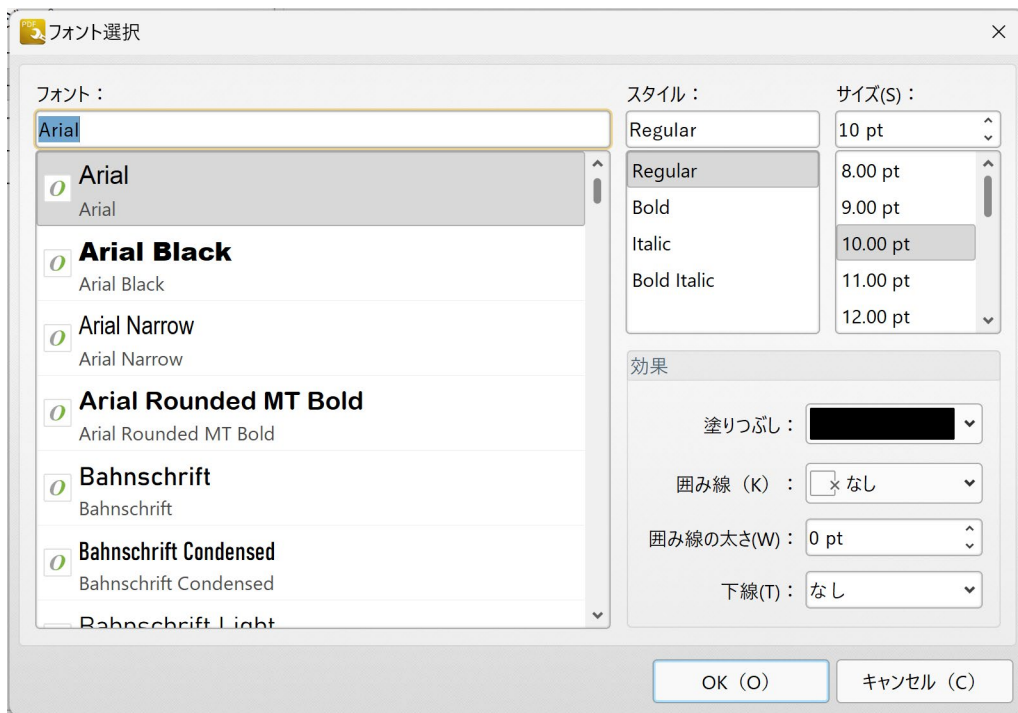 PDF
フォント選択
フォント：
Arial
Arial
Arial
Arial Black
Arial Black
Arial Narrow
Arial Narrow
Arial Rounded MT Bold
Arial Rounded MT Bold
Bahnschrift
Bahnschrift
Bahnschrift Condensed
Bahnschrift Condensed
Bahnschrift Light
スタイル：
Regular
Regular
Bold
Italic
Bold Italic
サイズ(S)：
10 pt
8.00 pt
9.00 pt
10.00 pt
11.00 pt
12.00 pt
効果
塗りつぶし：
囲み線（K）：なし
囲み線の太さ(W)：0 pt
下線(T)：なし
OK（O）
キャンセル（C）